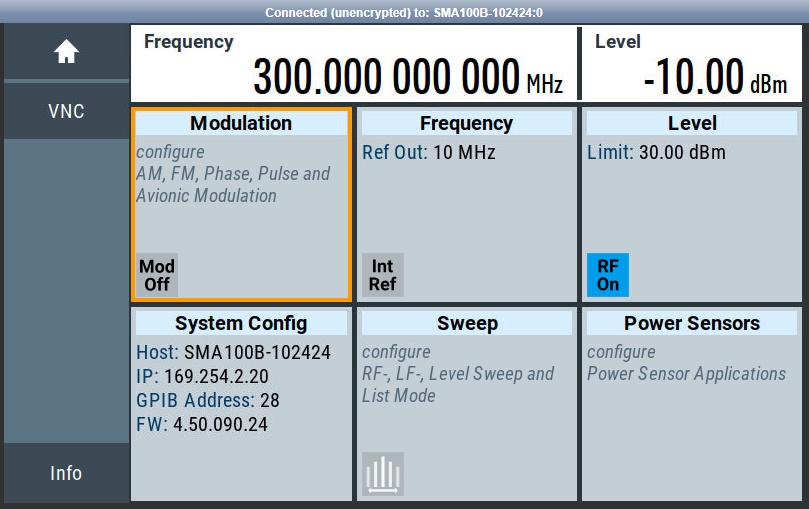 Connected (unencrypted) to: SMA100B-102424:0
VNC
Info
Frequency
300.000 000 000 MHz
Level
-10.00 dBm
Modulation
configure
AM, FM, Phase, Pulse and
Avionic Modulation
Mod
Off
Frequency
Ref Out: 10 MHz
Int
Ref
Level
Limit: 30.00 dBm
RF
On
System Config
Host: SMA100B-102424
IP: 169.254.2.20
GPIB Address: 28
FW: 4.50.090.24
Sweep
configure
RF-, LF-, Level Sweep and
List Mode
Power Sensors
configure
Power Sensor Applications